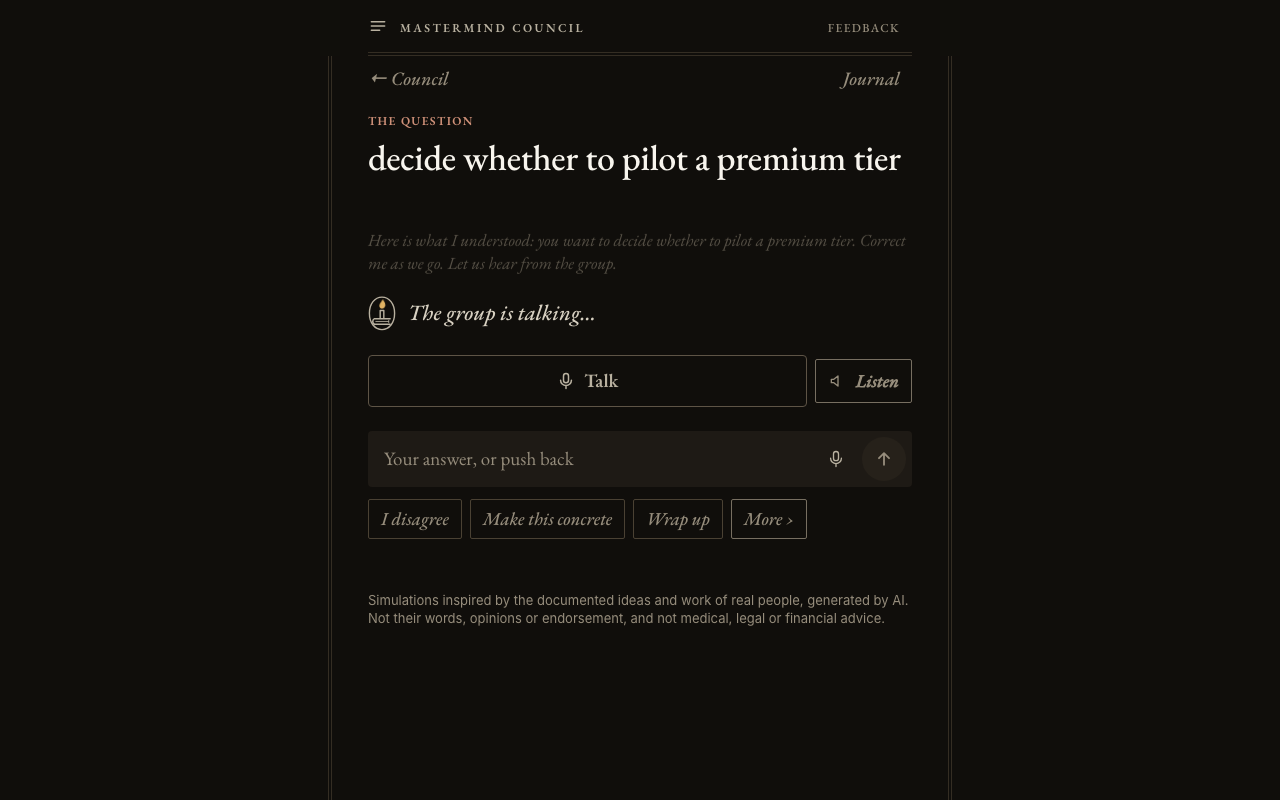 MASTERMIND COUNCIL
FEEDBACK
← Council
Journal
THE QUESTION
decide whether to pilot a premium tier
Here is what I understood: you want to decide whether to pilot a premium tier. Correct
me as we go. Let us hear from the group.
The group is talking...
Talk
Listen
Your answer, or push back
I disagree
Make this concrete
Wrap up
More ›
Simulations inspired by the documented ideas and work of real people, generated by AI.
Not their words, opinions or endorsement, and not medical, legal or financial advice.